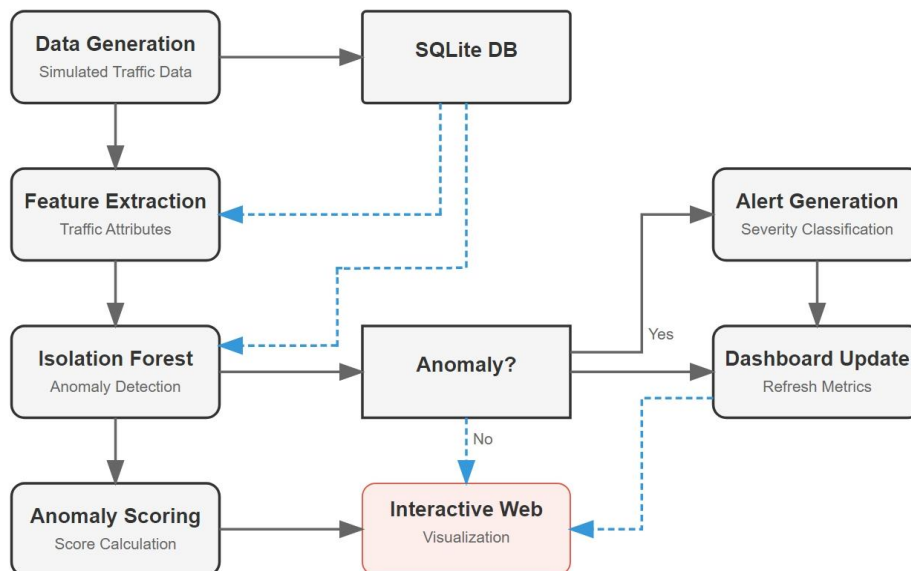 Data Generation
Simulated Traffic Data
SQLite DB
Feature Extraction
Traffic Attributes
Alert Generation
Severity Classification
Yes
Isolation Forest
Anomaly Detection
Anomaly?
Dashboard Update
Refresh Metrics
No
Anomaly Scoring
Score Calculation
Interactive Web
Visualization